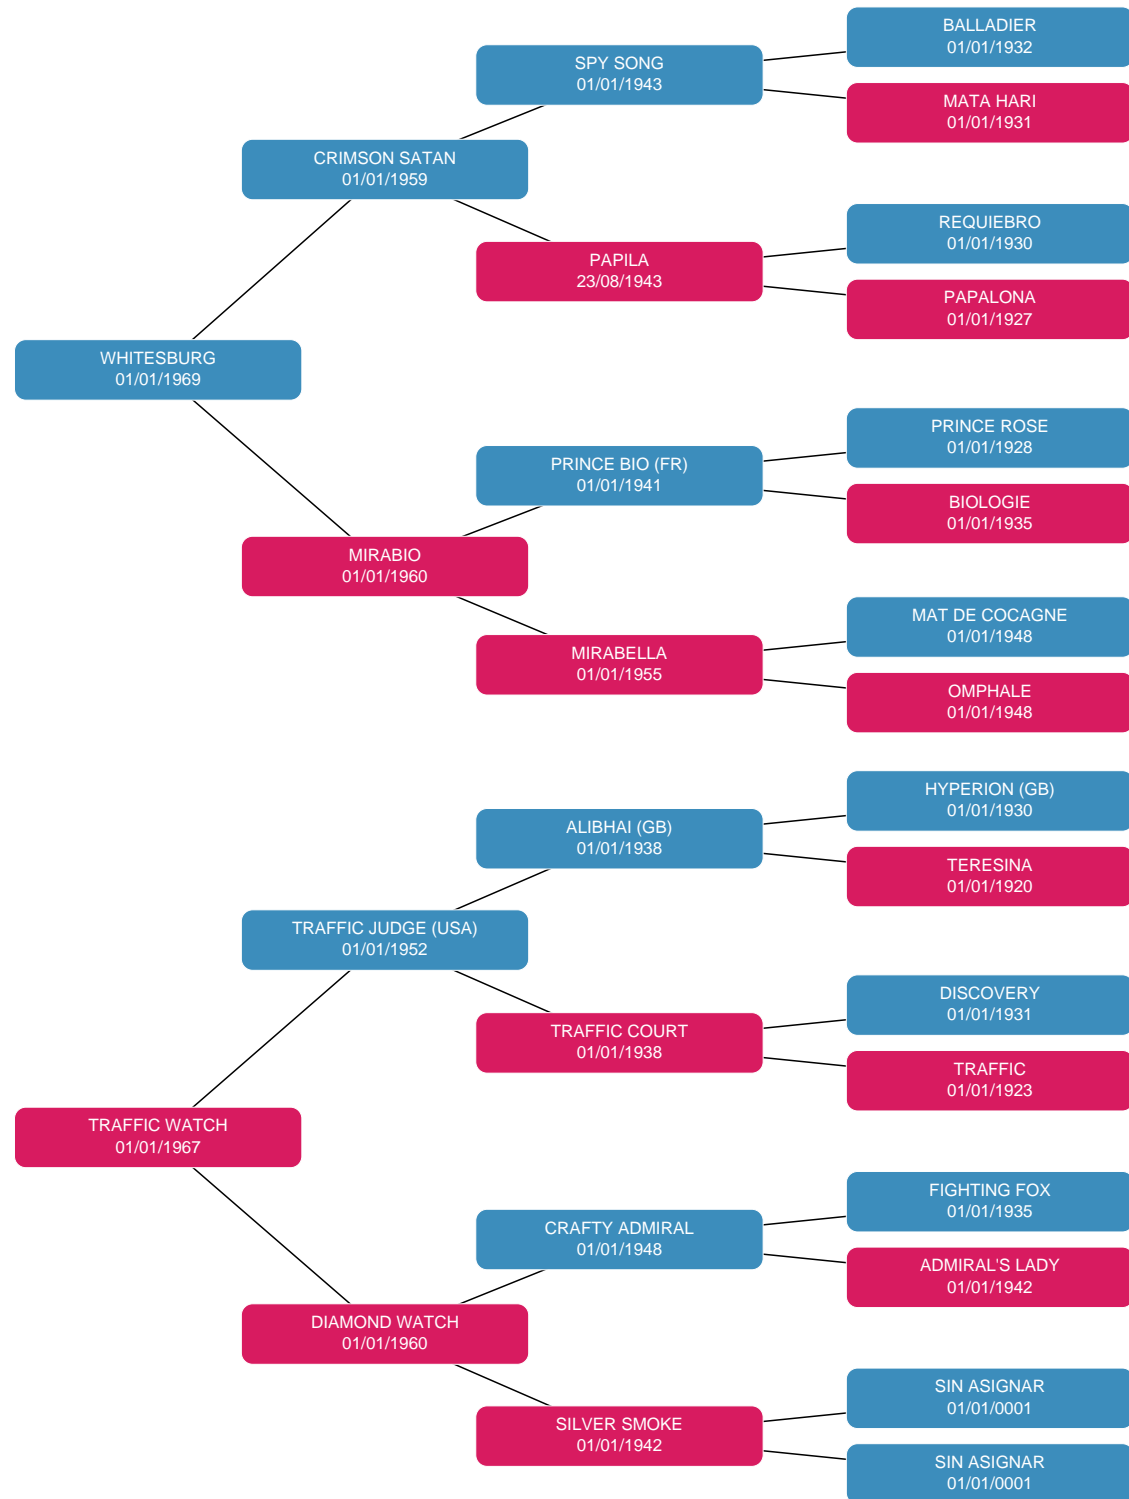 BALLADIER
01/01/1932
SPY SONG
01/01/1943
MATA HARI
01/01/1931
CRIMSON SATAN
01/01/1959
REQUIEBRO
01/01/1930
PAPILA
23/08/1943
PAPALONA
01/01/1927
WHITESBURG
01/01/1969
PRINCE ROSE
01/01/1928
PRINCE BIO (FR)
01/01/1941
BIOLOGIE
01/01/1935
MIRABIO
01/01/1960
MAT DE COCAGNE
01/01/1948
MIRABELLA
01/01/1955
OMPHALE
01/01/1948
HYPERION (GB)
01/01/1930
ALIBHAI (GB)
01/01/1938
TERESINA
01/01/1920
TRAFFIC JUDGE (USA)
01/01/1952
DISCOVERY
01/01/1931
TRAFFIC COURT
01/01/1938
TRAFFIC
01/01/1923
TRAFFIC WATCH
01/01/1967
FIGHTING FOX
01/01/1935
CRAFTY ADMIRAL
01/01/1948
ADMIRAL'S LADY
01/01/1942
DIAMOND WATCH
01/01/1960
SIN ASIGNAR
01/01/0001
SILVER SMOKE
01/01/1942
SIN ASIGNAR
01/01/0001